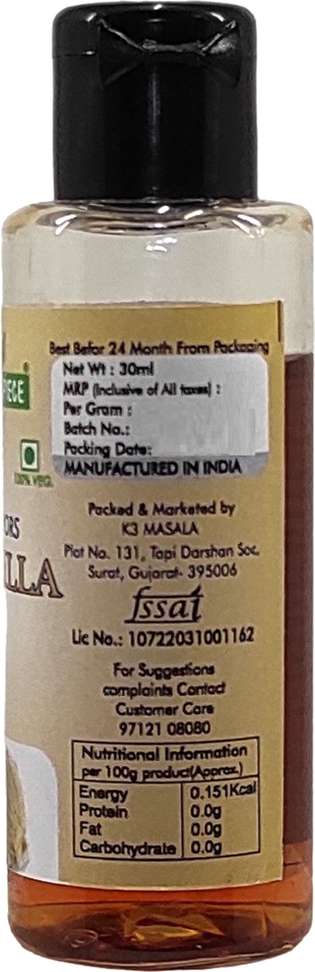 Best Befor 24 Month From Packaging
Net Wt : 30ml
MRP (Inclusive of All taxes) :
Per Gram :
Batch No.:
Packing Date:
MANUFACTURED IN INDIA
100% VEG.
Packed & Marketed by
K3 MASALA
Plot No. 131, Tapi Darshan Soc.
Surat, Gujarat- 395006
fssai
Lic No.: 10722031001162
For Suggestions
complaints Contact
Customer Care
97121 08080
Nutritional Information
per 100g product(Approx.)
Energy 0.151Kcal
Protein 0.0g
Fat 0.0g
Carbohydrate 0.0g